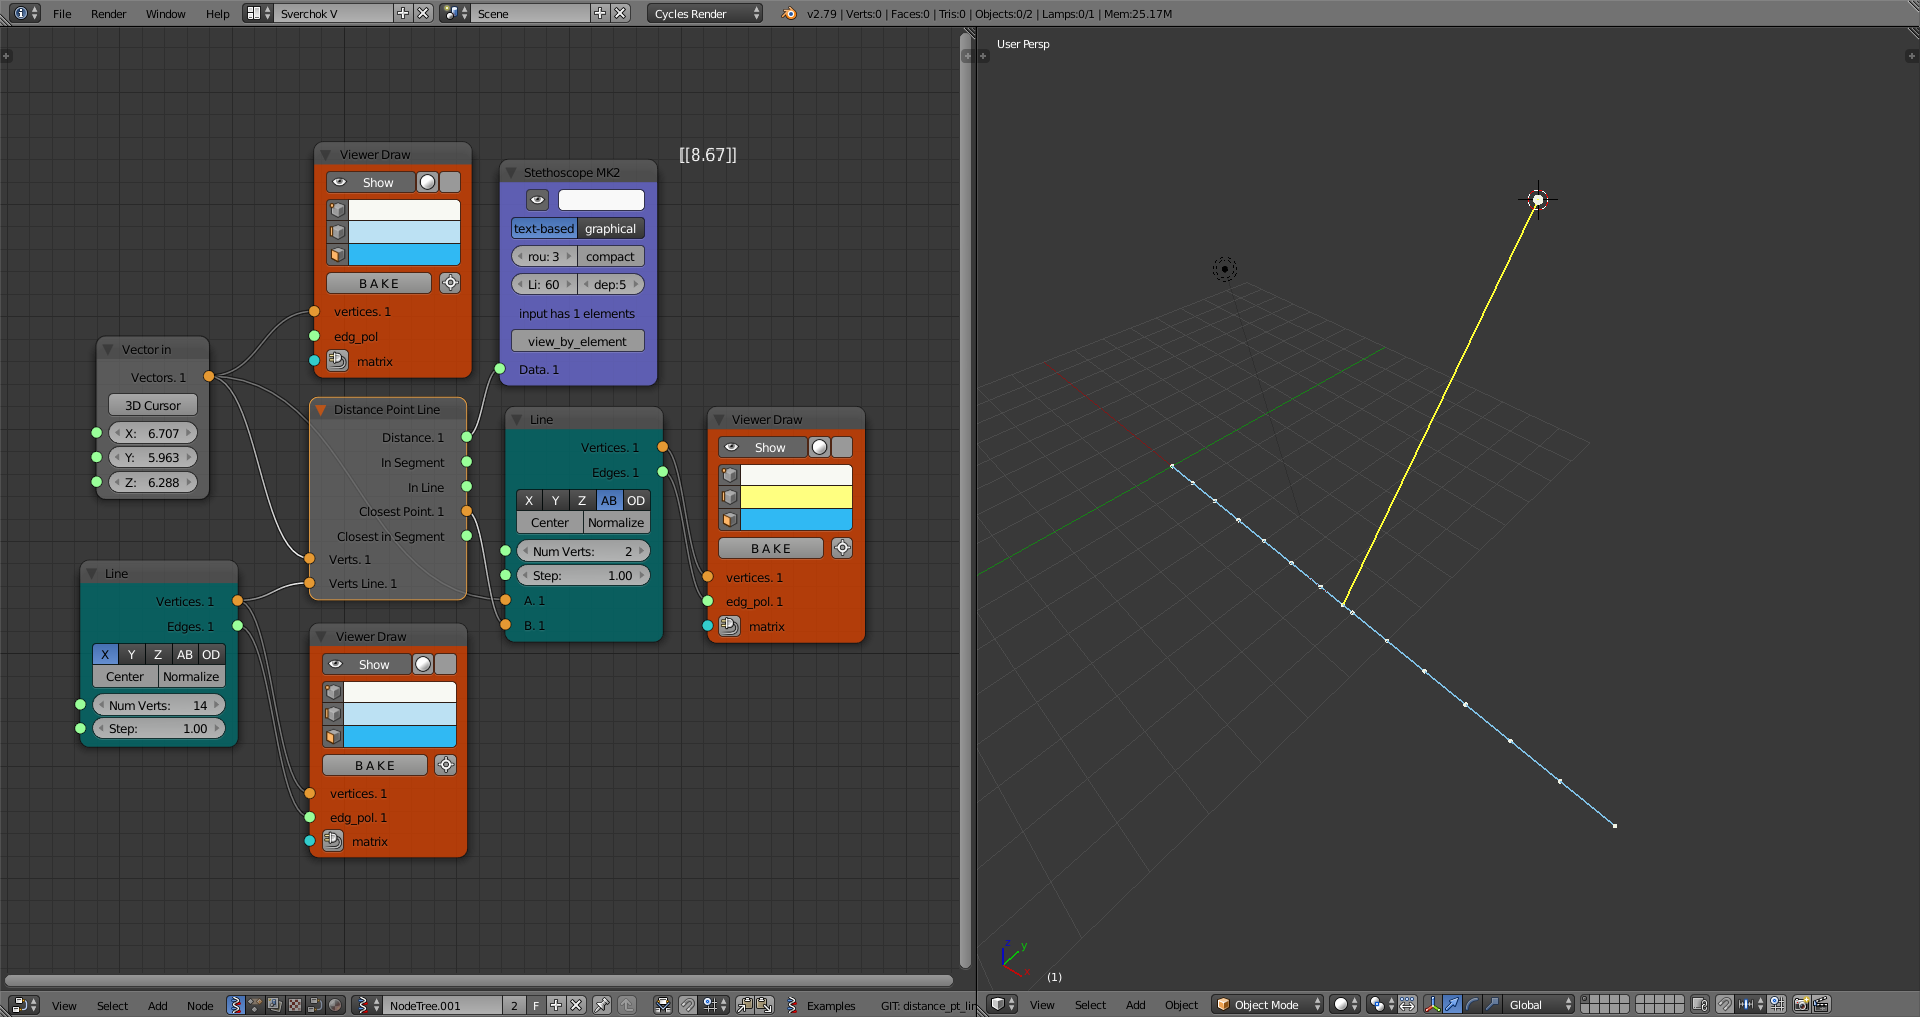 File Render Window Help Sverchok V Scene Cycles Render v2.79 | Verts:0 | Faces:0 | Tris:0 | Objects:0/2 | Lamps:0/1 | Mem:25.17M
User Persp
[[8.67]]
Viewer Draw
Show
BAKE
vertices. 1
edg_pol
matrix
Stethoscope MK2
text-based graphical
rou: 3 compact
Li: 60 dep:5
input has 1 elements
view_by_element
Data. 1
Vector in
Vectors. 1
3D Cursor
X: 6.707
Y: 5.963
Z: 6.288
Distance Point Line
Distance. 1
In Segment
In Line
Closest Point. 1
Closest in Segment
Verts. 1
Verts Line. 1
Line
Vertices. 1
Edges. 1
X Y Z AB OD
Center Normalize
Num Verts: 2
Step: 1.00
A. 1
B. 1
Viewer Draw
Show
BAKE
vertices. 1
edg_pol. 1
matrix
Line
Vertices. 1
Edges. 1
X Y Z AB OD
Center Normalize
Num Verts: 14
Step: 1.00
Viewer Draw
Show
BAKE
vertices. 1
edg_pol. 1
matrix
z
y
x
(1)
View Select Add Node NodeTree.001 2 F Examples GIT: distance_pt_lin
View Select Add Object Object Mode Global